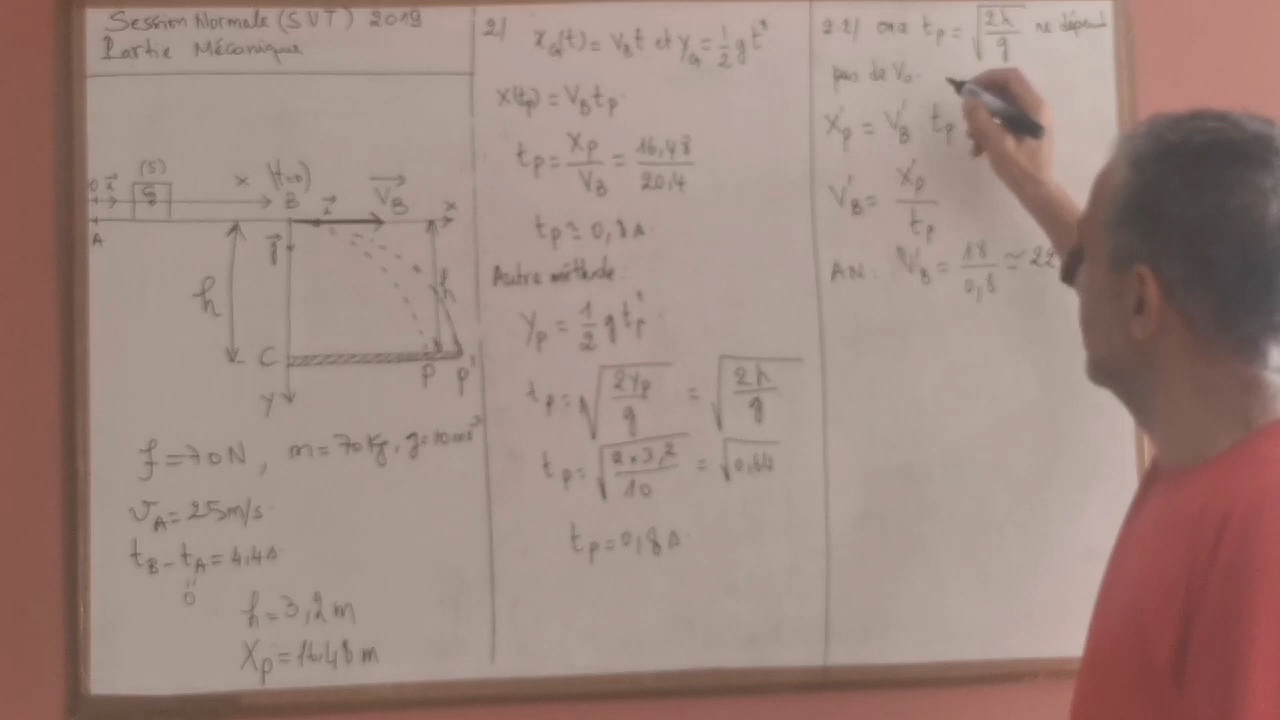 Session Normale (SVT) 2019
Partie Mécanique
O i⃗
(S)
G
x
(t=0)
B
i⃗
V⃗_B
x
A
j⃗
h
h
C
P P'
y
f = 70 N, m = 70 Kg, g = 10 m s⁻²
v_A = 25 m/s
t_B - t_A = 4,4 s
"
0
h = 3,2 m
X_p = 16,48 m
2/
x_G(t) = V_B t et y_G = 1/2 g t²
x(t_p) = V_B t_p
t_p = X_p/V_B = 16,48/20,4
t_p ≃ 0,8 s
Autre méthode:
y_p = 1/2 g t_p²
t_p = √(2y_p/g) = √(2h/g)
t_p = √(2×3,2/10) = √0,64
t_p = 0,8 s
2 2/ on a t_p = √(2h/g) ne dépend
pas de V₀.
X'_p = V'_B t_p
V'_B = X'_p/t_p
AN: V'_B = 18/0,8 ≃ 22